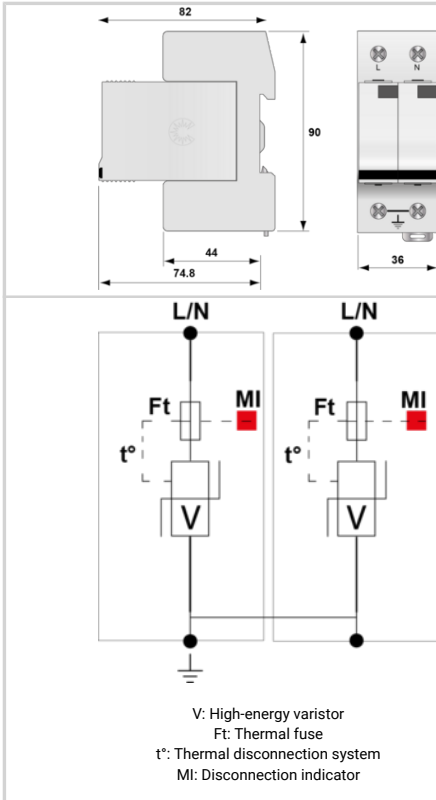 82
L N
90
44
74.8
36
L/N L/N
Ft MI Ft MI
t° t°
V V
V: High-energy varistor
Ft: Thermal fuse
t°: Thermal disconnection system
MI: Disconnection indicator